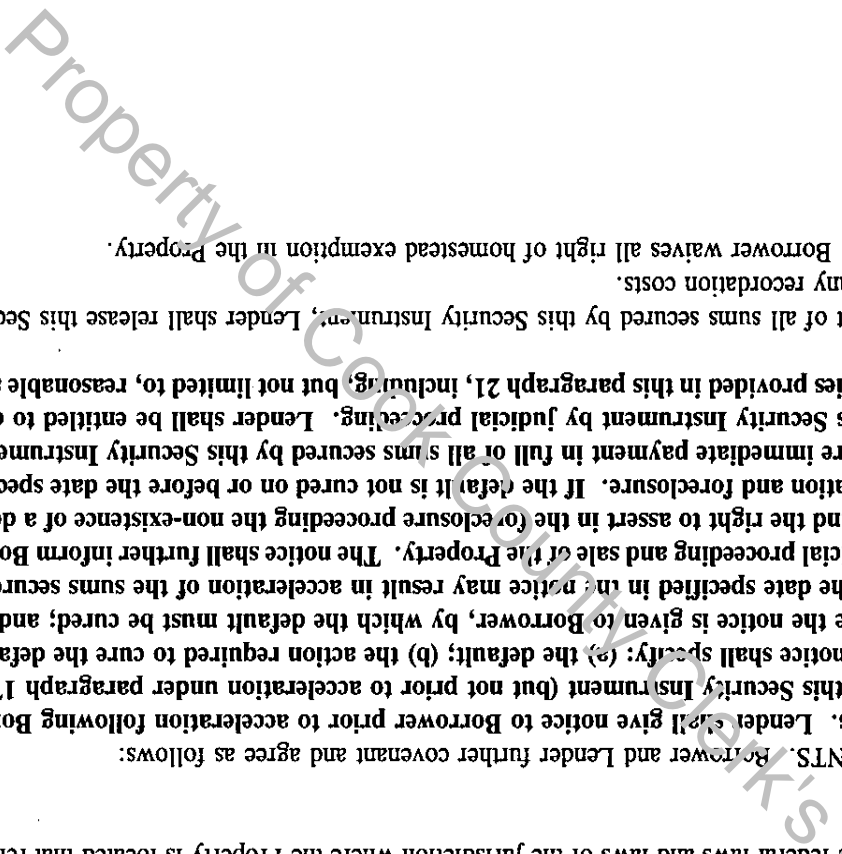 federal laws and laws of the jurisdiction where the Property is located that
NTS. Borrower and Lender further covenant and agree as follows:
s. Lender shall give notice to Borrower prior to acceleration following Bo
this Security Instrument (but not prior to acceleration under paragraph 1
notice shall specify: (a) the default; (b) the action required to cure the defa
e the notice is given to Borrower, by which the default must be cured; and
he date specified in the notice may result in acceleration of the sums secure
cial proceeding and sale of the Property. The notice shall further inform Bo
nd the right to assert in the foreclosure proceeding the non-existence of a de
ation and foreclosure. If the default is not cured on or before the date spec
re immediate payment in full of all sums secured by this Security Instrume
s Security Instrument by judicial proceeding. Lender shall be entitled to c
ies provided in this paragraph 21, including, but not limited to, reasonable
t of all sums secured by this Security Instrument, Lender shall release this Sec
ny recordation costs.
Borrower waives all right of homestead exemption in the Property.
Property of Cook County Clerk's